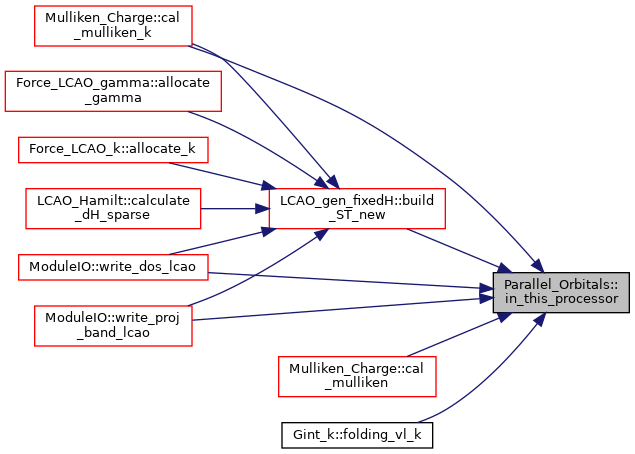 Mulliken_Charge::cal
_mulliken_k
Force_LCAO_gamma::allocate
_gamma
Force_LCAO_k::allocate_k
LCAO_Hamilt::calculate
_dH_sparse
ModuleIO::write_dos_lcao
ModuleIO::write_proj
_band_lcao
LCAO_gen_fixedH::build
_ST_new
Mulliken_Charge::cal
_mulliken
Gint_k::folding_vl_k
Parallel_Orbitals::
in_this_processor